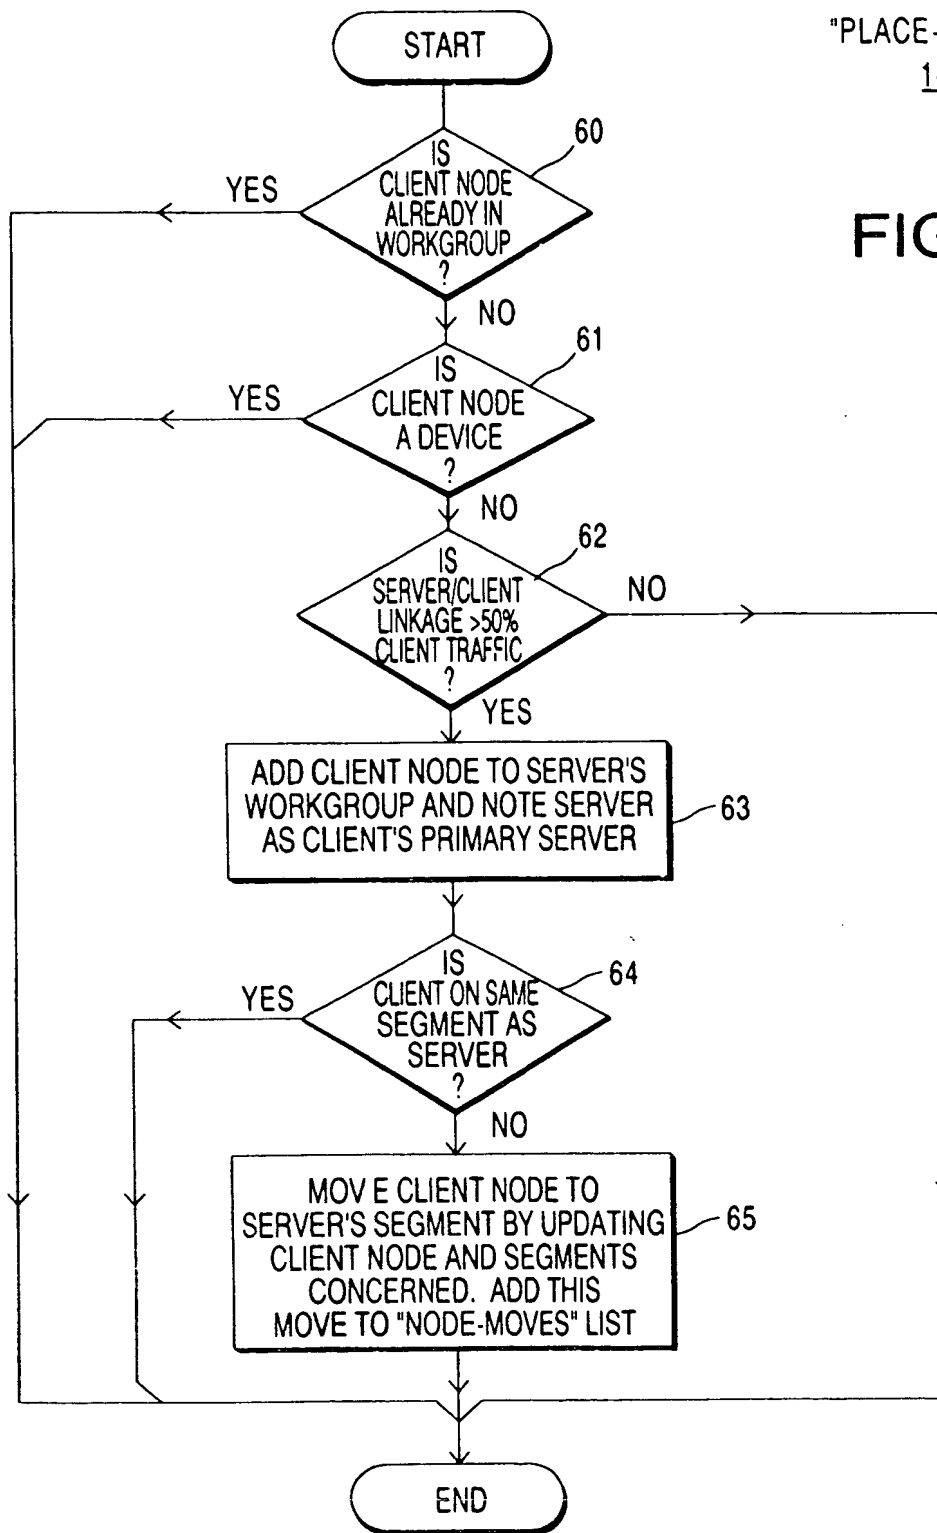 START
"PLACE-
1
FIG
60
IS
CLIENT NODE
ALREADY IN
WORKGROUP
?
YES
NO
61
IS
CLIENT NODE
A DEVICE
?
YES
NO
62
IS
SERVER/CLIENT
LINKAGE >50%
CLIENT TRAFFIC
?
NO
YES
ADD CLIENT NODE TO SERVER'S
WORKGROUP AND NOTE SERVER
AS CLIENT'S PRIMARY SERVER
63
IS
CLIENT ON SAME
SEGMENT AS
SERVER
?
64
YES
NO
MOV E CLIENT NODE TO
SERVER'S SEGMENT BY UPDATING
CLIENT NODE AND SEGMENTS
CONCERNED. ADD THIS
MOVE TO "NODE-MOVES" LIST
65
END